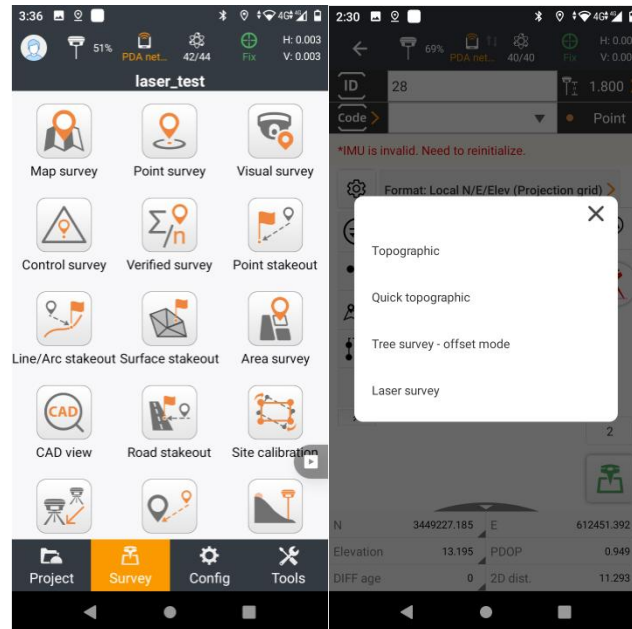 3:36
4G
51%
PDA net...
42/44
Fix
H: 0.003
V: 0.003
laser_test
Map survey
Point survey
Visual survey
Σ/n
Control survey
Verified survey
Point stakeout
Line/Arc stakeout
Surface stakeout
Area survey
CAD
CAD view
Road stakeout
Site calibration
Project
Survey
Config
Tools
2:30
4G
69%
PDA net...
40/40
Fix
H: 0.00
V: 0.00
ID
28
1.800
Code
Point
*IMU is invalid. Need to reinitialize.
Format: Local N/E/Elev (Projection grid)
Topographic
Quick topographic
Tree survey - offset mode
Laser survey
2
N
3449227.185
E
612451.392
Elevation
13.195
PDOP
0.949
DIFF age
0
2D dist.
11.293